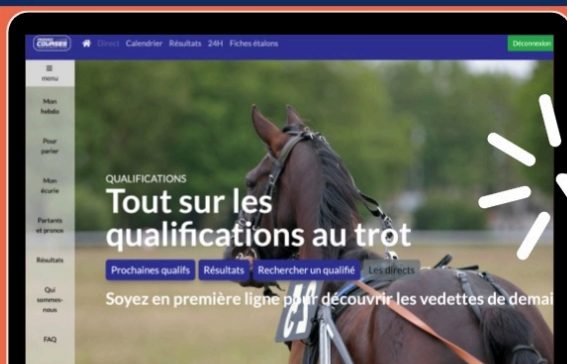 COURSES
Direct Calendrier Résultats 24H Fiches étalons
Déconnexion
menu
Mon
hebdo
Pour
parier
Mon
écurie
Partants
et pronos
Résultats
Qui
sommes-
nous
FAQ
QUALIFICATIONS
Tout sur les
qualifications au trot
Prochaines qualifs Résultats Rechercher un qualifié Les directs
Soyez en première ligne pour découvrir les vedettes de demai